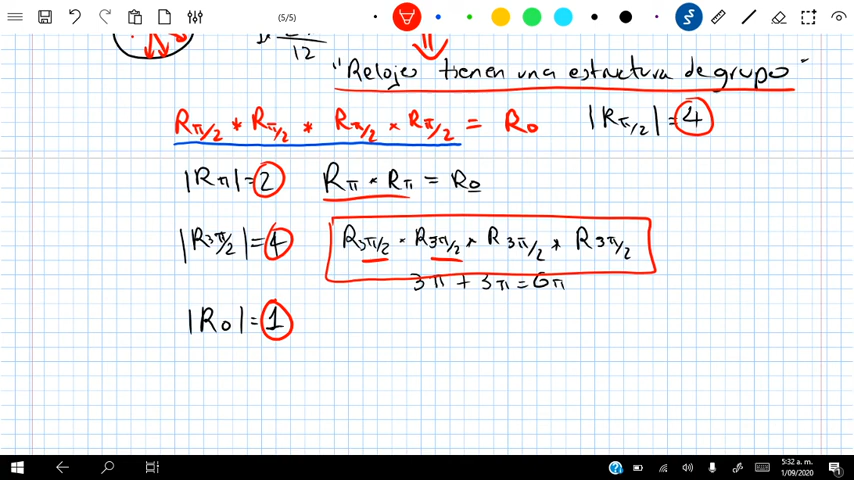 (5/5)
12
"Relojes tienen una estructura de grupo"
Rπ/2 * Rπ/2 * Rπ/2 * Rπ/2 = R0
|Rπ/2| = 4
|Rπ| = 2
Rπ * Rπ = R0
|R3π/2| = 4
R3π/2 * R3π/2 * R3π/2 * R3π/2
3π + 3π = 6π
|R0| = 1
5:32 a. m.
1/09/2020